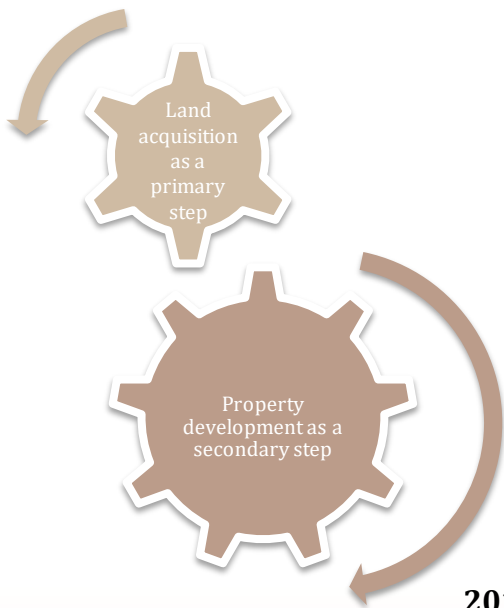 Land
acquisition
as a
primary
step
Property
development as a
secondary step
20